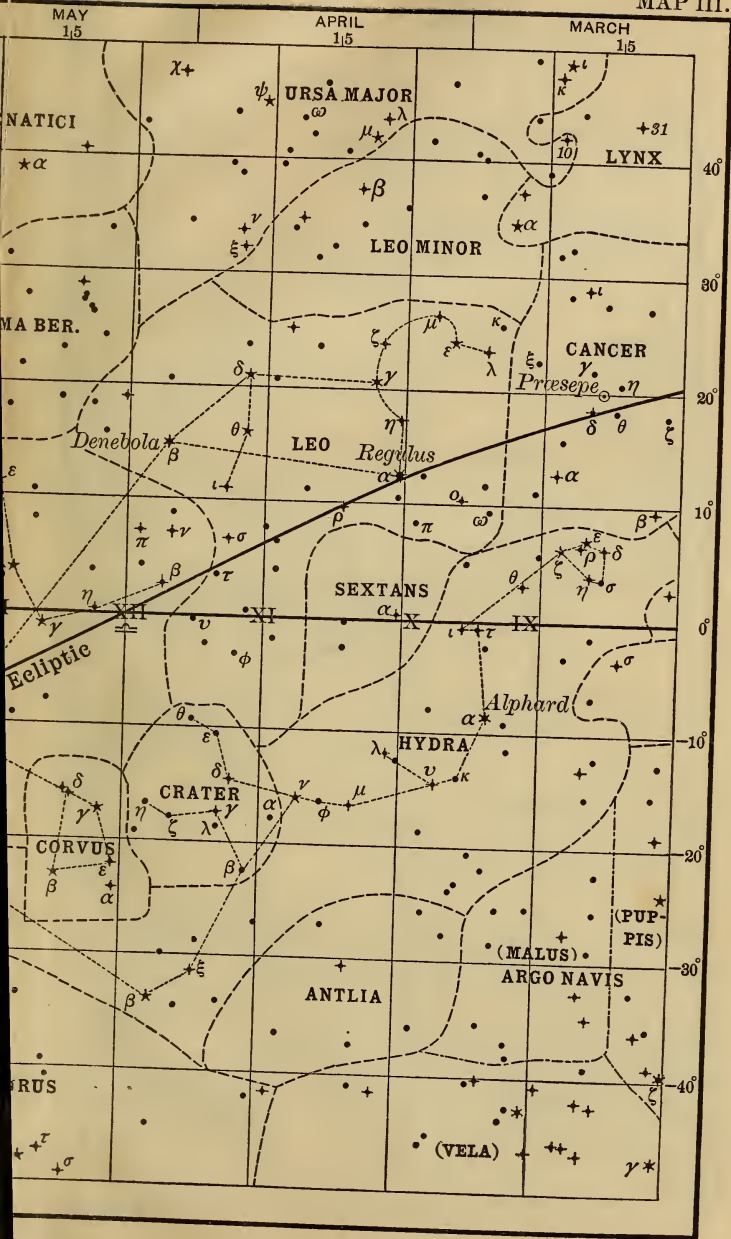 MAP III.
MAY APRIL MARCH
15 15 15
χ ψ URSA MAJOR ι κ
ω λ
NATICI μ 31
10 LYNX
α 40°
β
ν α
ξ LEO MINOR
30°
ι
MA BER. μ κ
ζ ε λ ξ CANCER
δ γ γ
Præsepe η
20°
η δ θ ζ
Denebola θ LEO Regulus
β α
ε ι α
ο
ρ ω 10°
π ν σ π β
ε
β τ ζ ρ δ
SEXTANS θ η σ
η α
I XII XI X IX 0°
γ ♎ υ ι τ
Ecliptic φ σ
θ α Alphard
ε -10°
λ HYDRA
δ δ υ κ
CRATER ν μ
γ η γ α φ
ζ λ
CORVUS -20°
β ε β
α
(PUP-
PIS)
(MALUS)
ξ ARGO NAVIS -30°
β ANTLIA
RUS -40°
ζ
τ (VELA)
σ γ